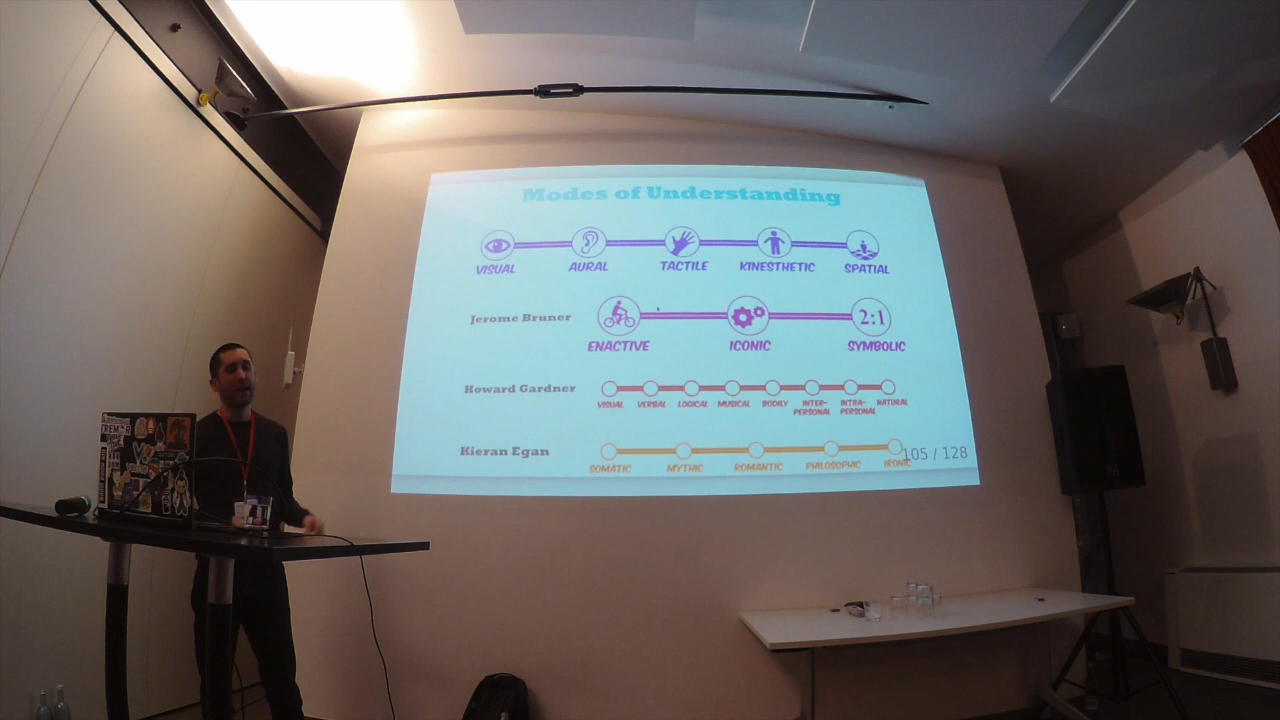 Modes of Understanding
VISUAL AURAL TACTILE KINESTHETIC SPATIAL
Jerome Bruner
2:1
ENACTIVE ICONIC SYMBOLIC
Howard Gardner
VISUAL VERBAL LOGICAL MUSICAL BODILY INTER-PERSONAL INTRA-PERSONAL NATURAL
Kieran Egan
SOMATIC MYTHIC ROMANTIC PHILOSOPHIC IRONIC
105 / 128